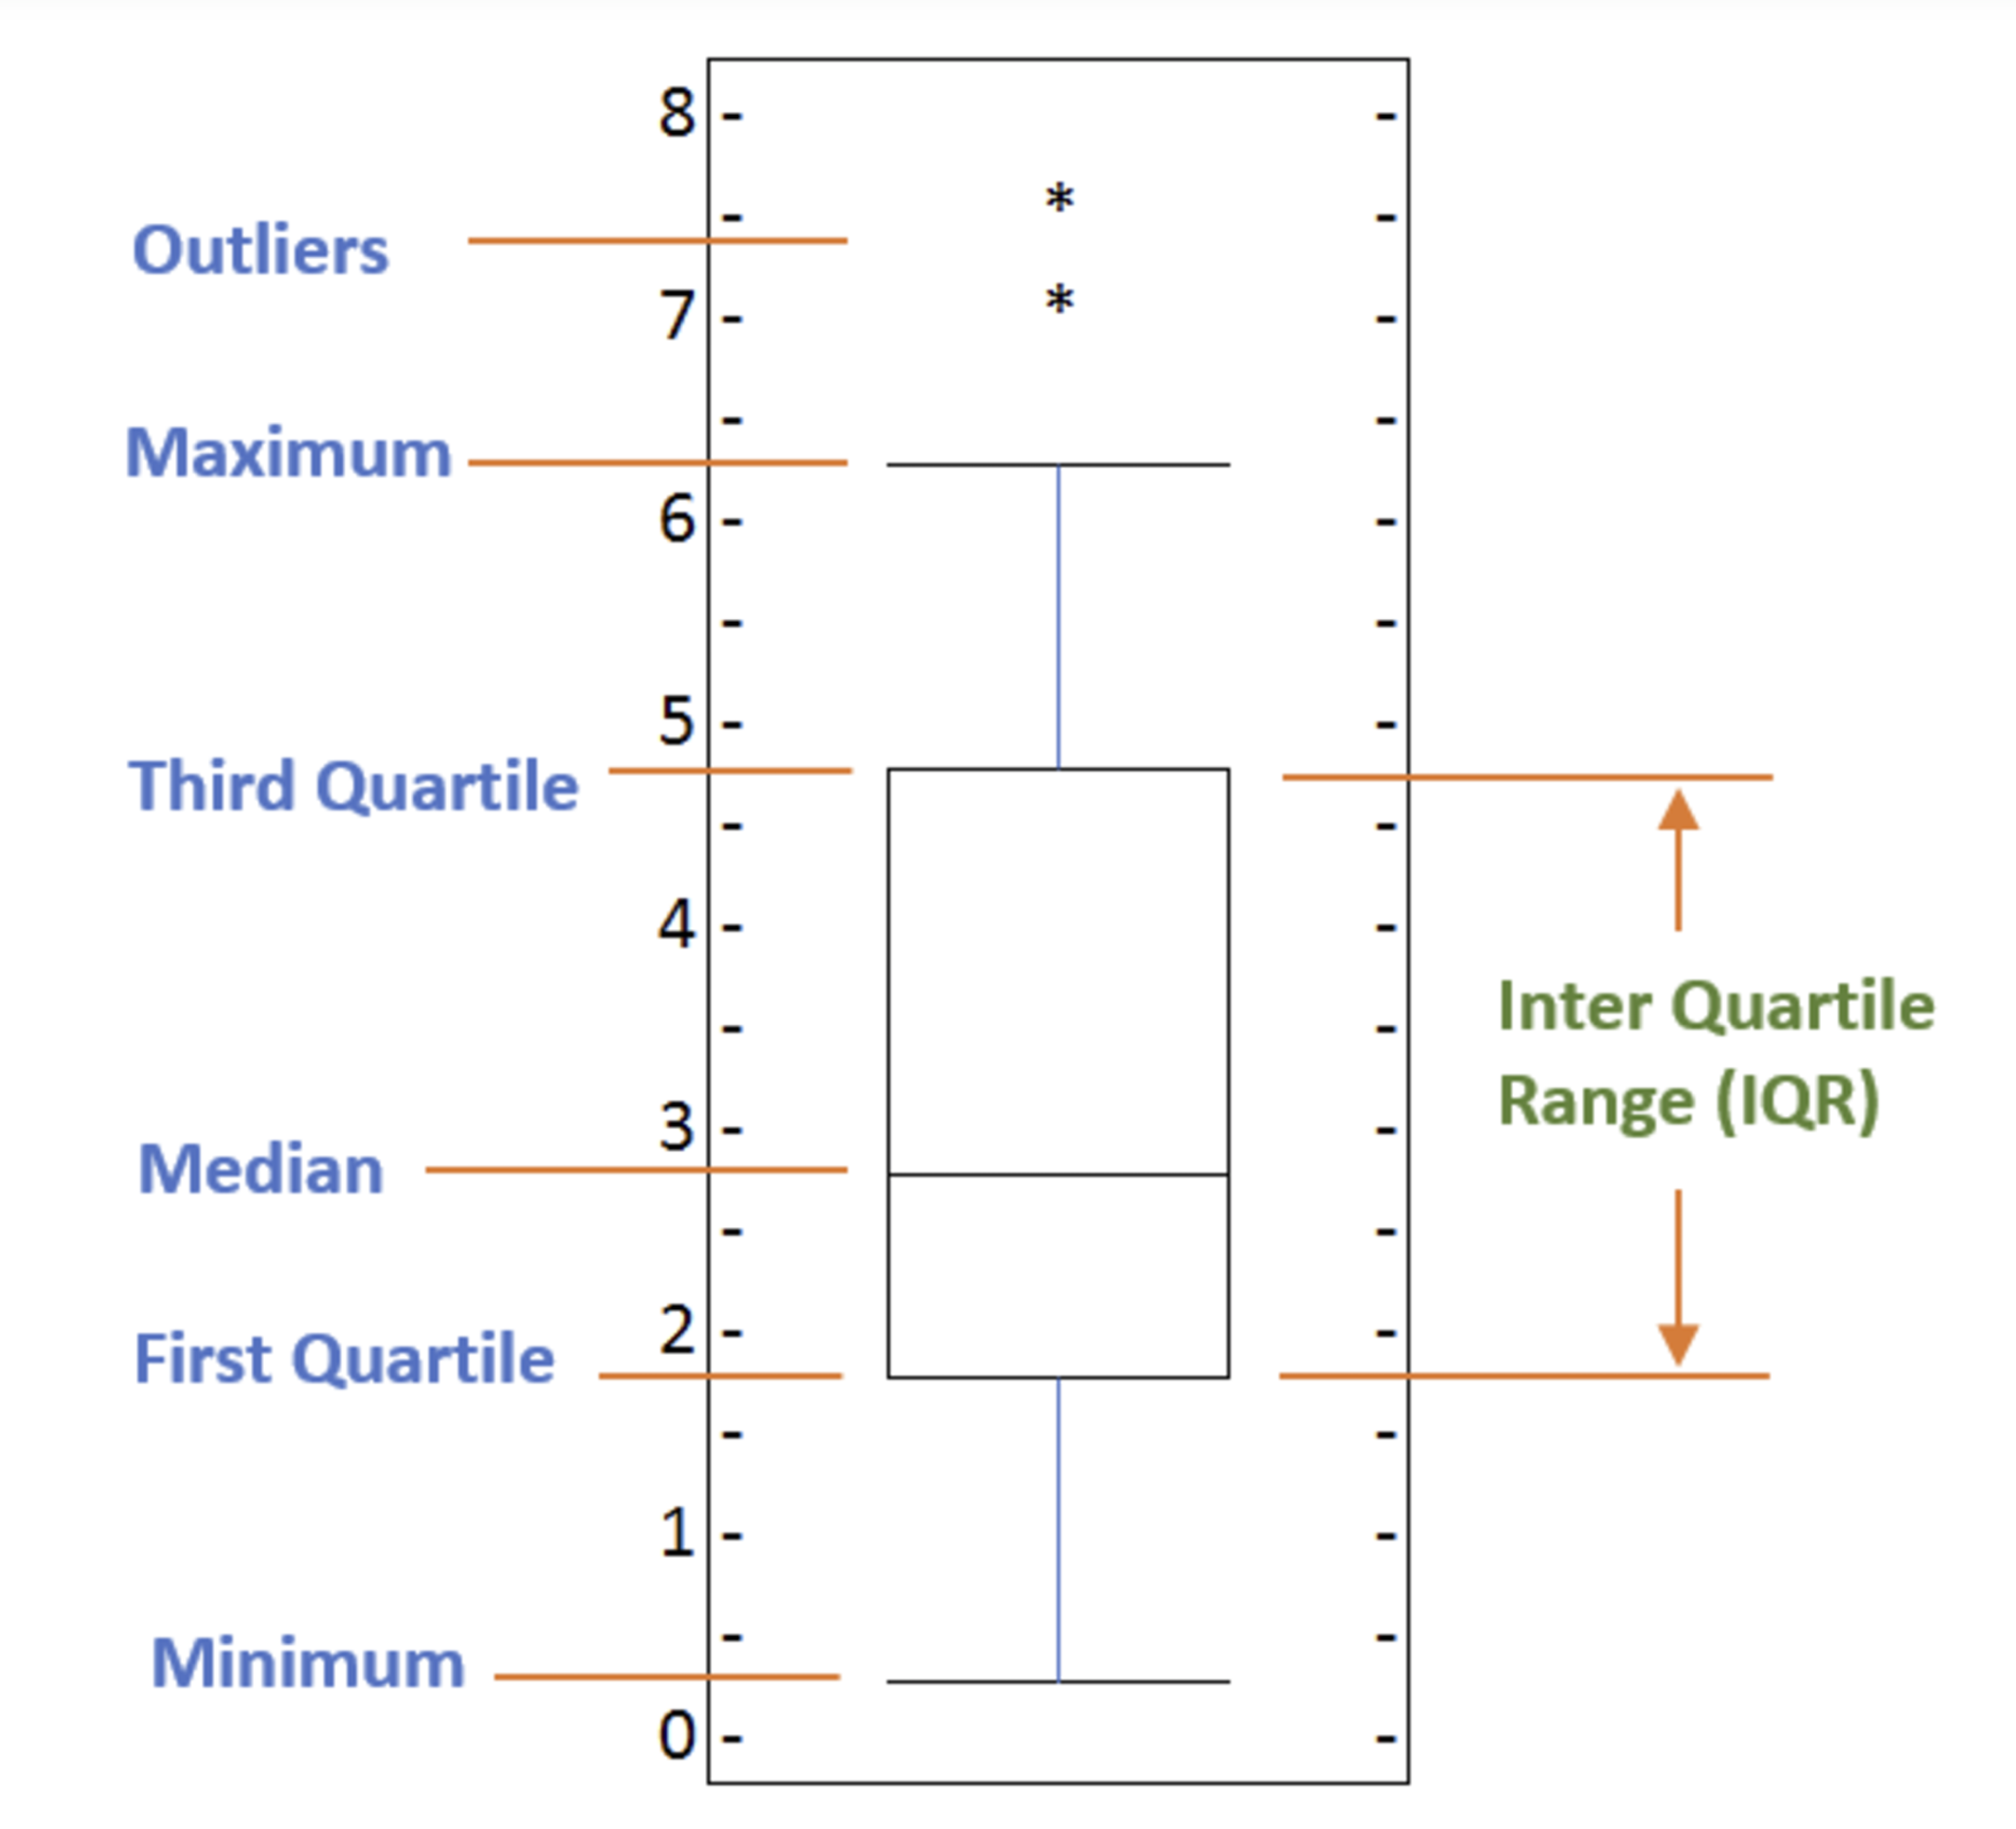 8
Outliers
7
Maximum
6
5
Third Quartile
4
Inter Quartile
Range (IQR)
3
Median
2
First Quartile
1
Minimum
0